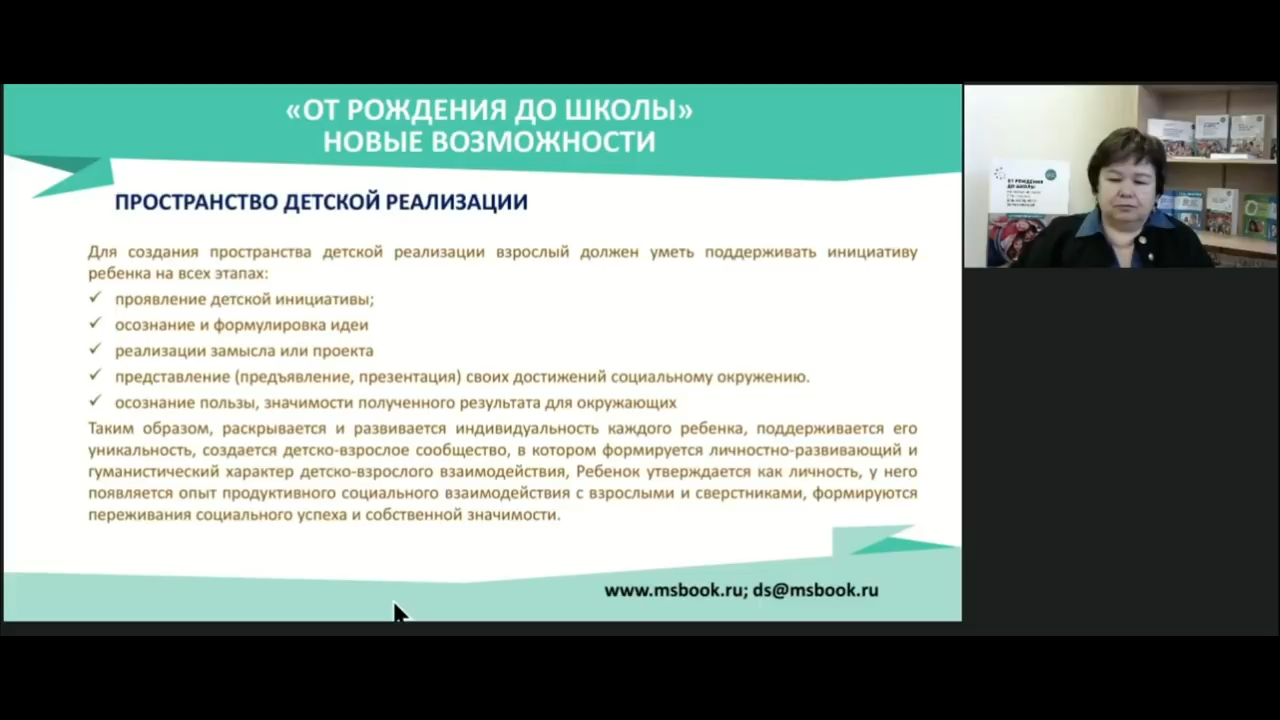 «ОТ РОЖДЕНИЯ ДО ШКОЛЫ»
НОВЫЕ ВОЗМОЖНОСТИ
ПРОСТРАНСТВО ДЕТСКОЙ РЕАЛИЗАЦИИ
Для создания пространства детской реализации взрослый должен уметь поддерживать инициативу
ребенка на всех этапах:
✓ проявление детской инициативы;
✓ осознание и формулировка идеи
✓ реализации замысла или проекта
✓ представление (предъявление, презентация) своих достижений социальному окружению.
✓ осознание пользы, значимости полученного результата для окружающих
Таким образом, раскрывается и развивается индивидуальность каждого ребенка, поддерживается его
уникальность, создается детско-взрослое сообщество, в котором формируется личностно-развивающий и
гуманистический характер детско-взрослого взаимодействия, Ребенок утверждается как личность, у него
появляется опыт продуктивного социального взаимодействия с взрослыми и сверстниками, формируются
переживания социального успеха и собственной значимости.
www.msbook.ru; ds@msbook.ru
ОТ РОЖДЕНИЯ
ДО ШКОЛЫ